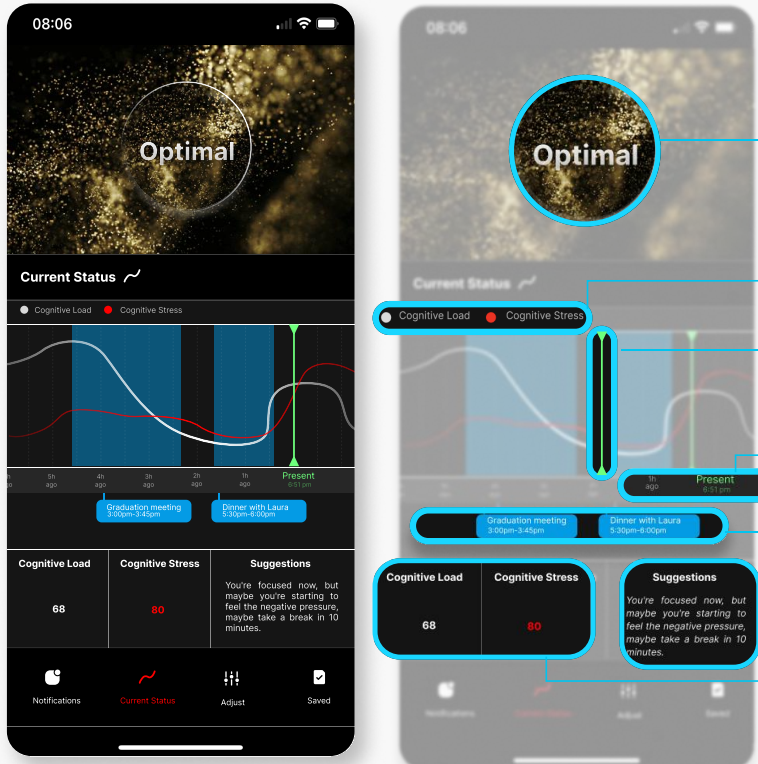 08:06
Optimal
Current Status
Cognitive Load
Cognitive Stress
h
ago
5h
ago
4h
ago
3h
ago
2h
ago
1h
ago
Present
6:51 pm
Graduation meeting
3:00pm-3:45pm
Dinner with Laura
5:30pm-6:00pm
Cognitive Load
Cognitive Stress
Suggestions
68
80
You're focused now, but
maybe you're starting to
feel the negative pressure,
maybe take a break in 10
minutes.
Notifications
Current Status
Adjust
Saved
08:06
Optimal
Current Status
Cognitive Load
Cognitive Stress
1h
ago
Present
6:51 pm
Graduation meeting
3:00pm-3:45pm
Dinner with Laura
5:30pm-6:00pm
Cognitive Load
Cognitive Stress
Suggestions
68
80
You're focused now, but
maybe you're starting to
feel the negative pressure,
maybe take a break in 10
minutes.
Notifications
Current Status
Adjust
Saved